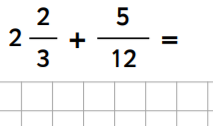 2 2/3 + 5/12 =